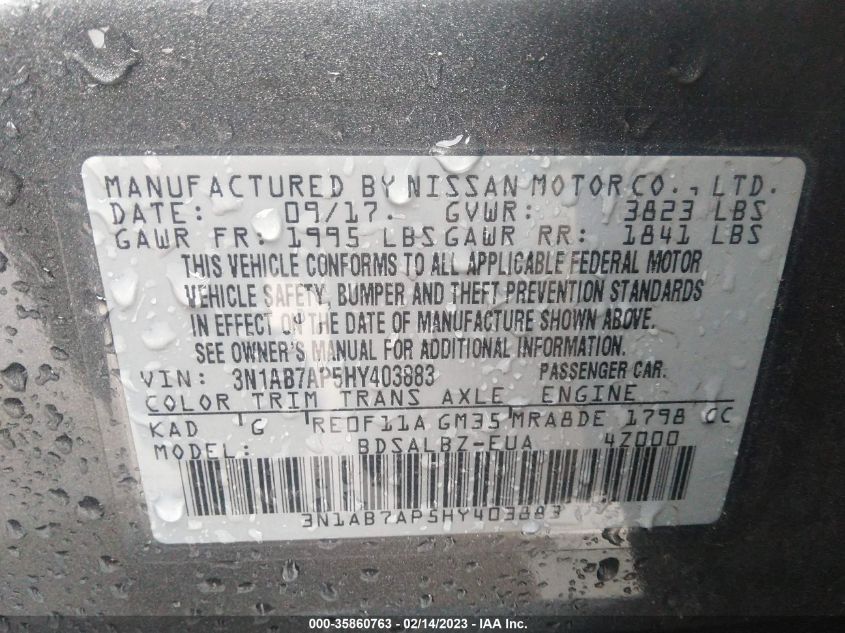 MANUFACTURED BY NISSAN MOTOR CO., LTD.
DATE: 09/17. GVWR: 3823 LBS
GAWR FR: 1995 LBS GAWR RR: 1841 LBS
THIS VEHICLE CONFORMS TO ALL APPLICABLE FEDERAL MOTOR
VEHICLE SAFETY, BUMPER AND THEFT PREVENTION STANDARDS
IN EFFECT ON THE DATE OF MANUFACTURE SHOWN ABOVE.
SEE OWNER'S MANUAL FOR ADDITIONAL INFORMATION.
VIN: 3N1AB7AP5HY403883 PASSENGER CAR.
COLOR TRIM TRANS AXLE ENGINE
KAD G RE0F11A GM35 MRA8DE 1798 CC
MODEL: BDSALBZ-EUA 4Z000
3N1AB7AP5HY403883
000-35860763 - 02/14/2023 - IAA Inc.